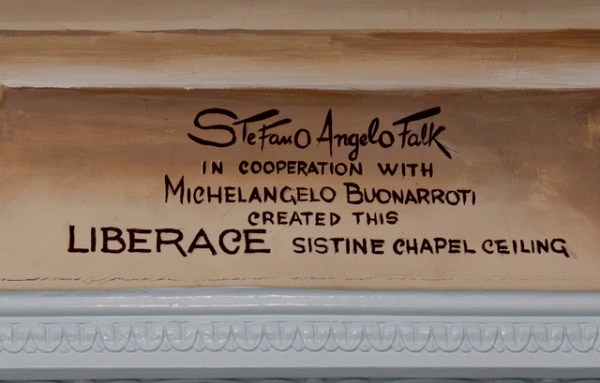 Stefano Angelo Falk
IN COOPERATION WITH
MICHELANGELO BUONARROTI
CREATED THIS
LIBERACE SISTINE CHAPEL CEILING